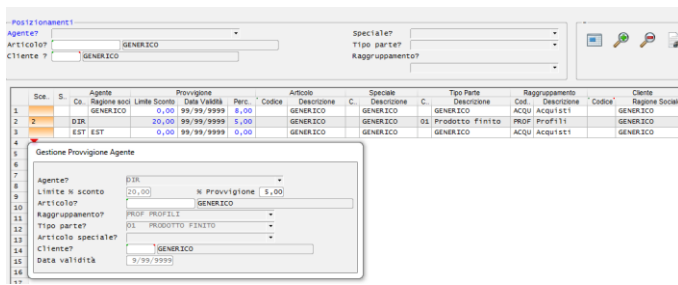 Posizionamenti
Agente? Speciale?
Articolo? GENERICO Tipo parte?
Cliente ? GENERICO Raggruppamento?
Sce.. S.. Agente Provvigione Articolo Speciale Tipo Parte Raggruppamento Cliente
Co.. Ragione soci Limite Sconto Data Validità Perc.. Codice Descrizione C.. Descrizione C.. Descrizione Cod.. Descrizione Codice Ragione Sociale
1 GENERICO 0,00 99/99/9999 8,00 GENERICO GENERICO GENERICO ACQU Acquisti GENERICO
2 2 DIR 20,00 99/99/9999 5,00 GENERICO GENERICO 01 Prodotto finito PROF Profili GENERICO
3 EST EST 0,00 99/99/9999 0,00 GENERICO GENERICO GENERICO ACQU Acquisti GENERICO
4
5 Gestione Provvigione Agente
6
7 Agente? DIR
8 Limite % sconto 20,00 % Provvigione 5,00
9 Articolo? GENERICO
10 Raggruppamento? PROF PROFILI
11 Tipo parte? 01 PRODOTTO FINITO
12
13 Articolo speciale?
14 Cliente? GENERICO
15 Data validità 9/99/9999
16
17